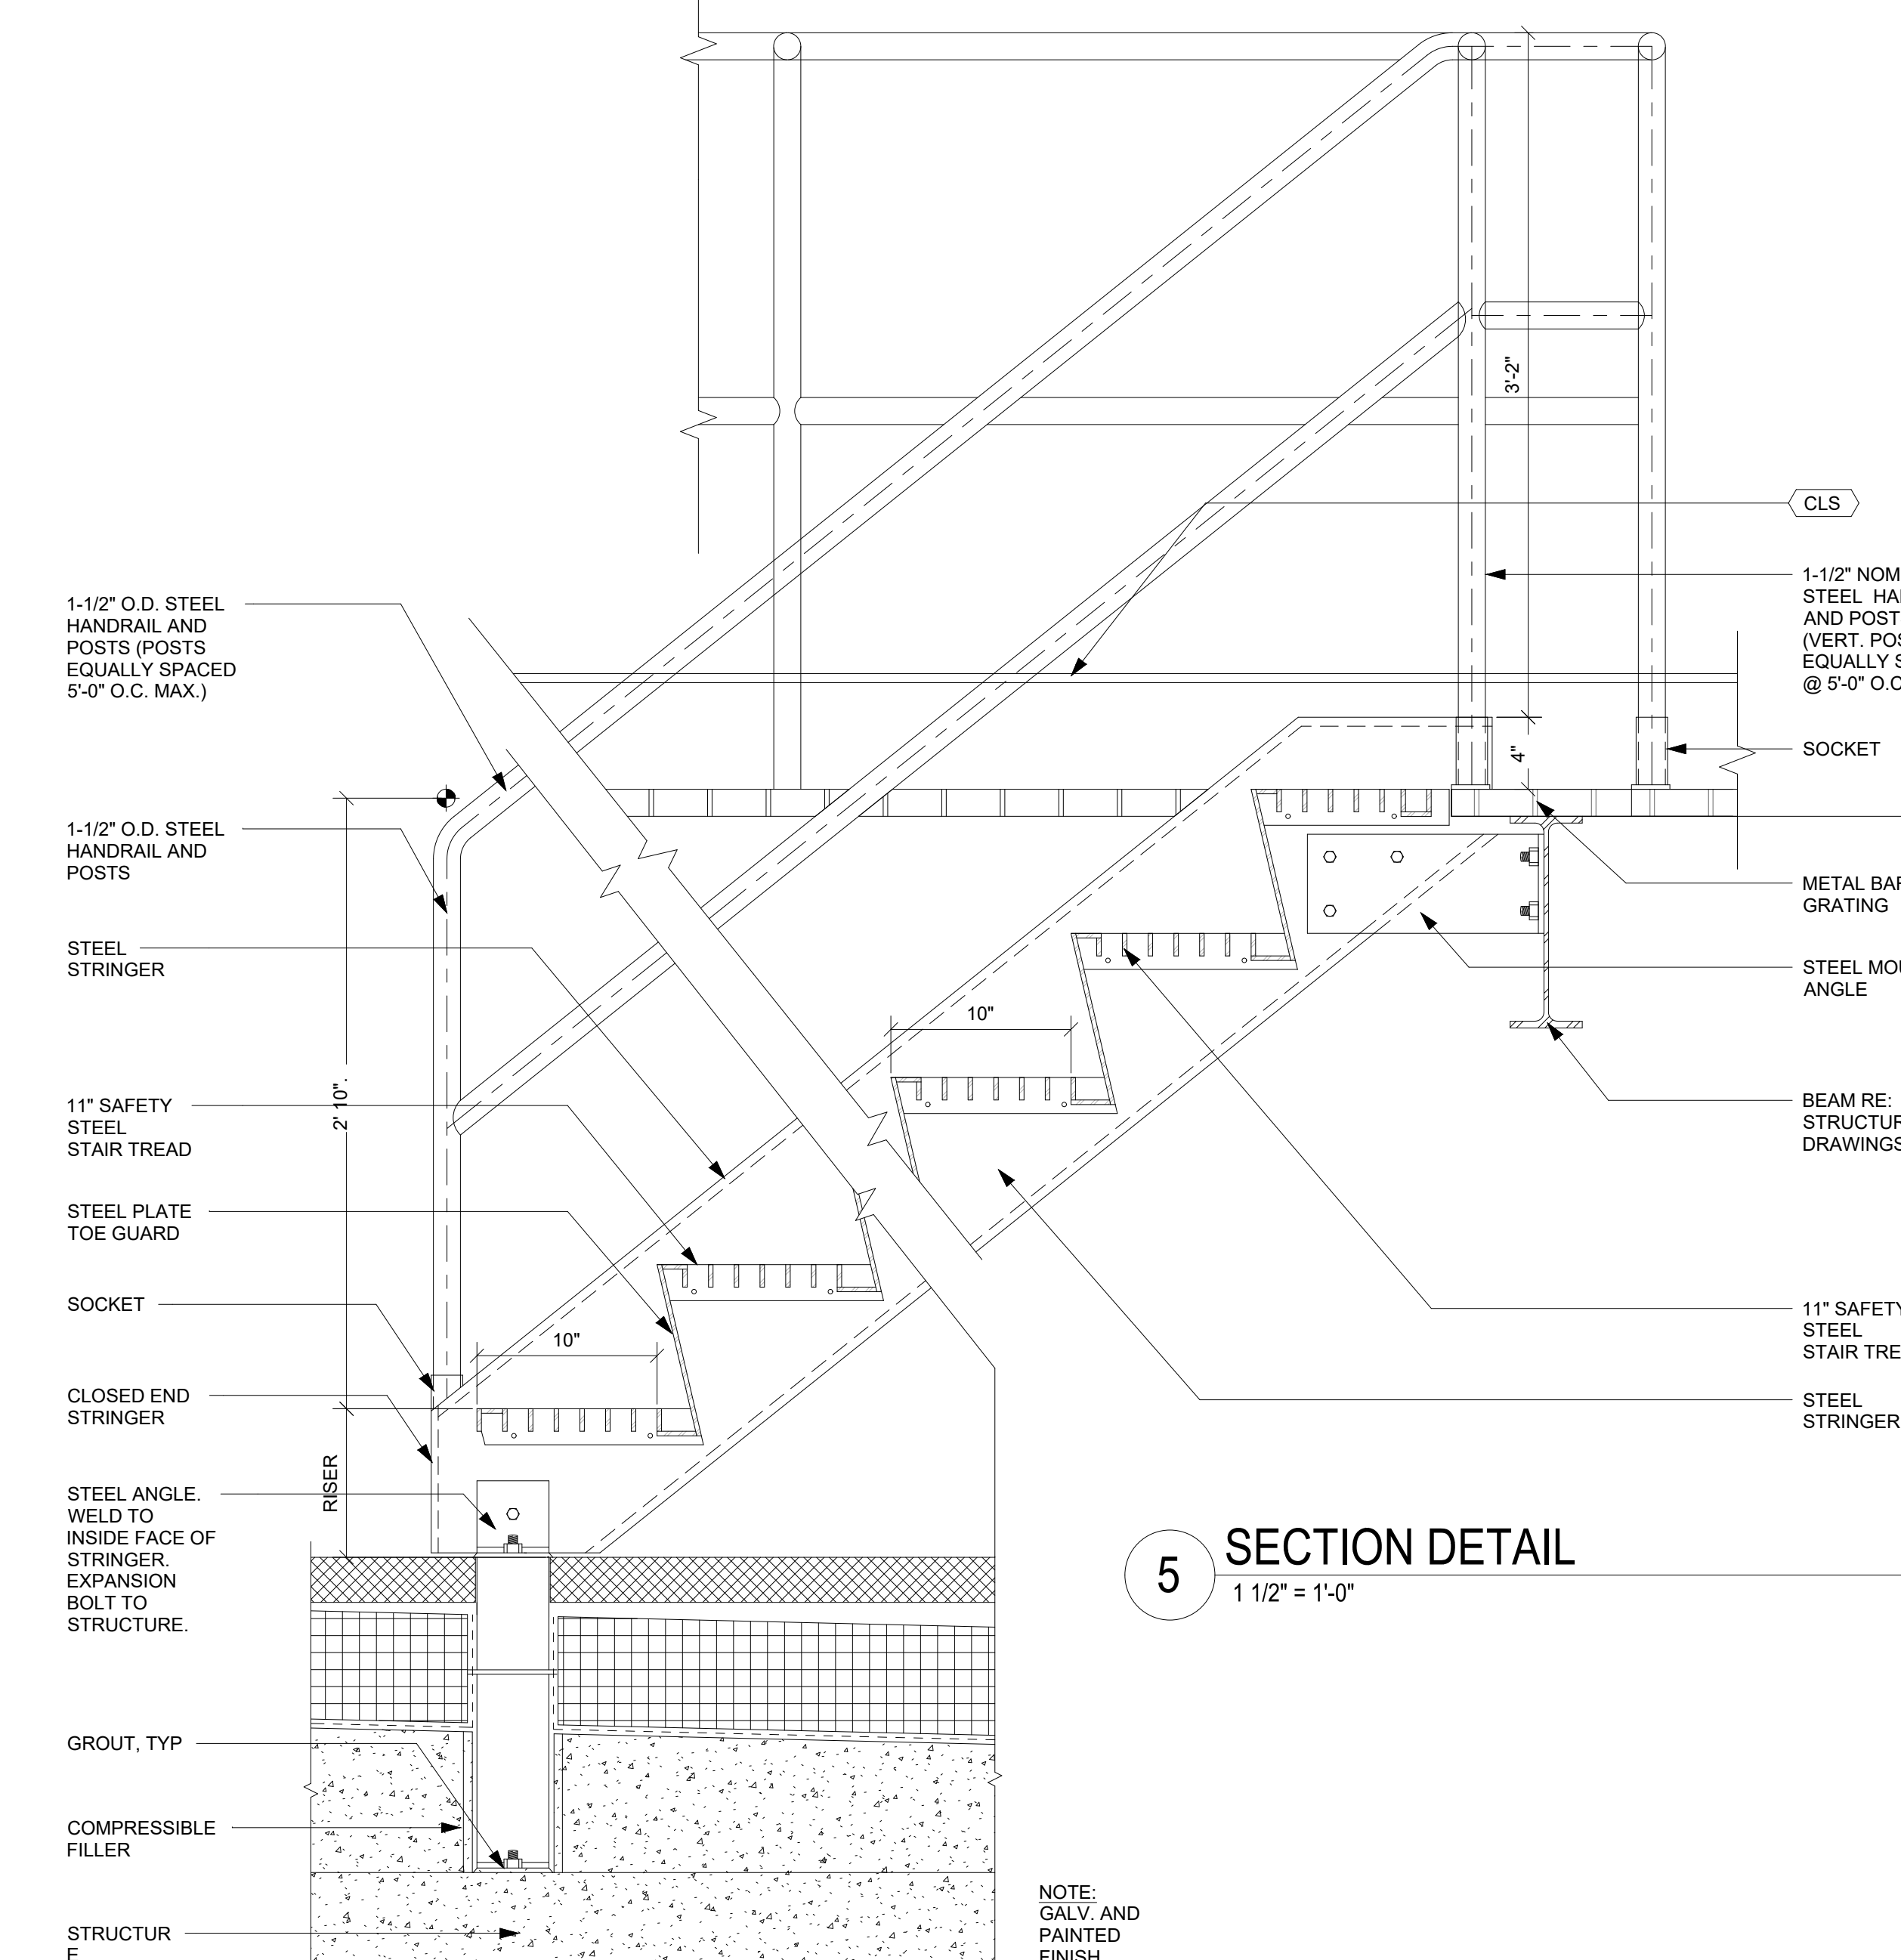 1-1/2" O.D. STEEL
HANDRAIL AND
POSTS (POSTS
EQUALLY SPACED
5'-0" O.C. MAX.)
1-1/2" O.D. STEEL
HANDRAIL AND
POSTS
STEEL
STRINGER
11" SAFETY
STEEL
STAIR TREAD
STEEL PLATE
TOE GUARD
SOCKET
CLOSED END
STRINGER
STEEL ANGLE.
WELD TO
INSIDE FACE OF
STRINGER.
EXPANSION
BOLT TO
STRUCTURE.
GROUT, TYP
COMPRESSIBLE
FILLER
STRUCTUR
E
2' 10".
RISER
10"
10"
3'-2"
4"
CLS
1-1/2" NOM
STEEL HA
AND POST
(VERT. POS
EQUALLY S
@ 5'-0" O.C
SOCKET
METAL BAR
GRATING
STEEL MOU
ANGLE
BEAM RE:
STRUCTUR
DRAWINGS
11" SAFETY
STEEL
STAIR TRE
STEEL
STRINGER
5
SECTION DETAIL
1 1/2" = 1'-0"
NOTE:
GALV. AND
PAINTED
FINISH